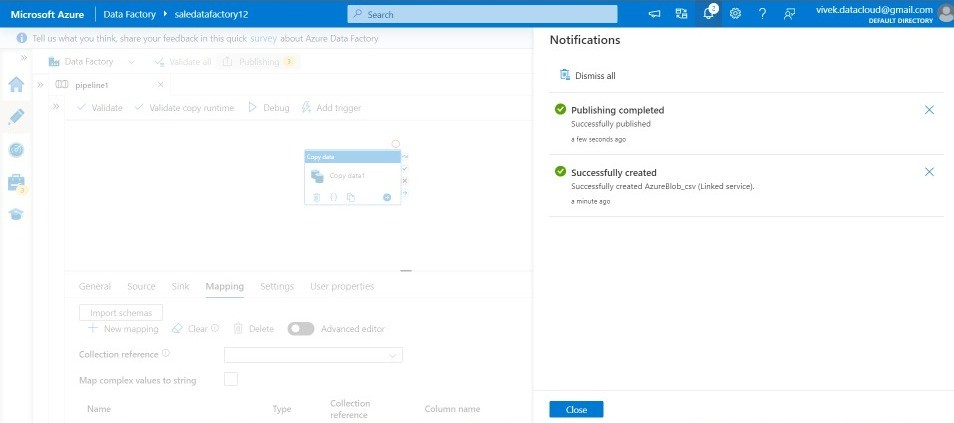 Microsoft Azure Data Factory saledatafactory12 Search 2 vivek.datacloud@gmail.com
DEFAULT DIRECTORY
Tell us what you think, share your feedback in this quick survey about Azure Data Factory
Data Factory Validate all Publishing 3
pipeline1
Validate Validate copy runtime Debug Add trigger
Copy data
Copy data1
3
General Source Sink Mapping Settings User properties
Import schemas
New mapping Clear Delete Advanced editor
Collection reference
Map complex values to string
Name Type Collection reference Column name
Notifications
Dismiss all
Publishing completed
Successfully published
a few seconds ago
Successfully created
Successfully created AzureBlob_csv (Linked service).
a minute ago
Close